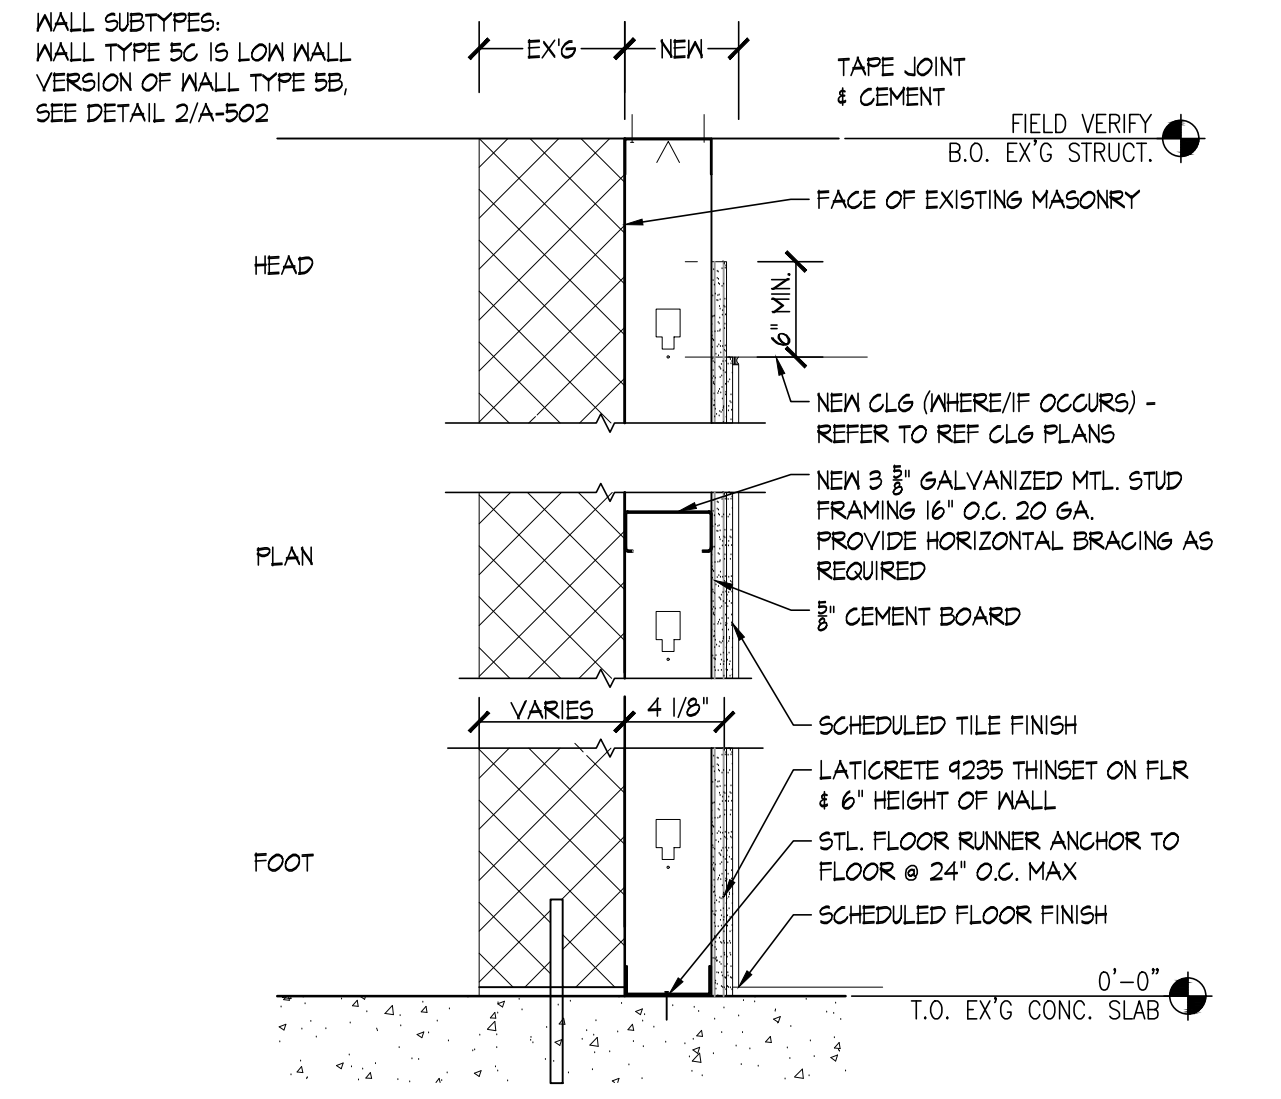 WALL SUBTYPES:
WALL TYPE 5C IS LOW WALL
VERSION OF WALL TYPE 5B,
SEE DETAIL 2/A-502
EX'G
NEW
TAPE JOINT
& CEMENT
FIELD VERIFY
B.O. EX'G STRUCT.
FACE OF EXISTING MASONRY
HEAD
6" MIN.
NEW CLG (WHERE/IF OCCURS) -
REFER TO REF CLG PLANS
NEW 3 5/8" GALVANIZED MTL. STUD
FRAMING 16" O.C. 20 GA.
PROVIDE HORIZONTAL BRACING AS
REQUIRED
PLAN
5/8" CEMENT BOARD
VARIES
4 1/8"
SCHEDULED TILE FINISH
LATICRETE 9235 THINSET ON FLR
& 6" HEIGHT OF WALL
STL. FLOOR RUNNER ANCHOR TO
FLOOR @ 24" O.C. MAX
FOOT
SCHEDULED FLOOR FINISH
0'-0"
T.O. EX'G CONC. SLAB